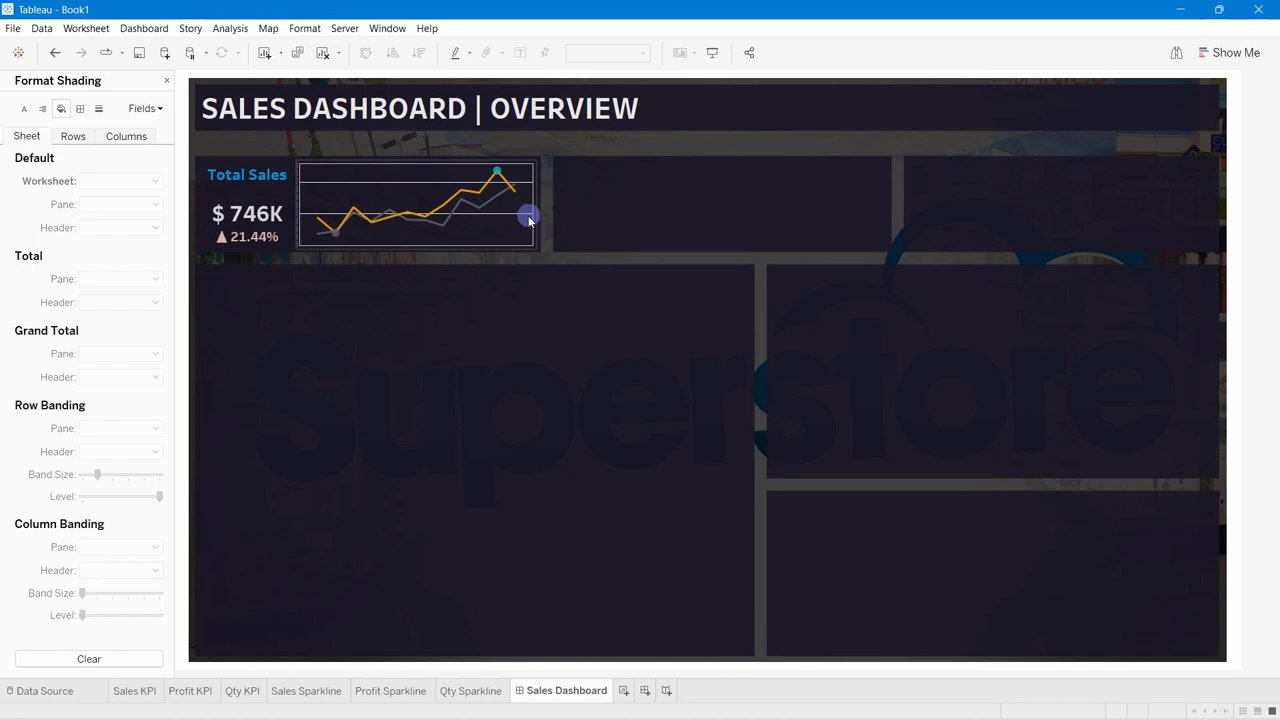 Tableau - Book1
File Data Worksheet Dashboard Story Analysis Map Format Server Window Help
Show Me
Format Shading
Fields
Sheet Rows Columns
Default
Worksheet:
Pane:
Header:
Total
Pane:
Header:
Grand Total
Pane:
Header:
Row Banding
Pane:
Header:
Band Size:
Level:
Column Banding
Pane:
Header:
Band Size:
Level:
Clear
SALES DASHBOARD | OVERVIEW
Total Sales
$ 746K
▲ 21.44%
Superstore
Data Source Sales KPI Profit KPI Qty KPI Sales Sparkline Profit Sparkline Qty Sparkline Sales Dashboard